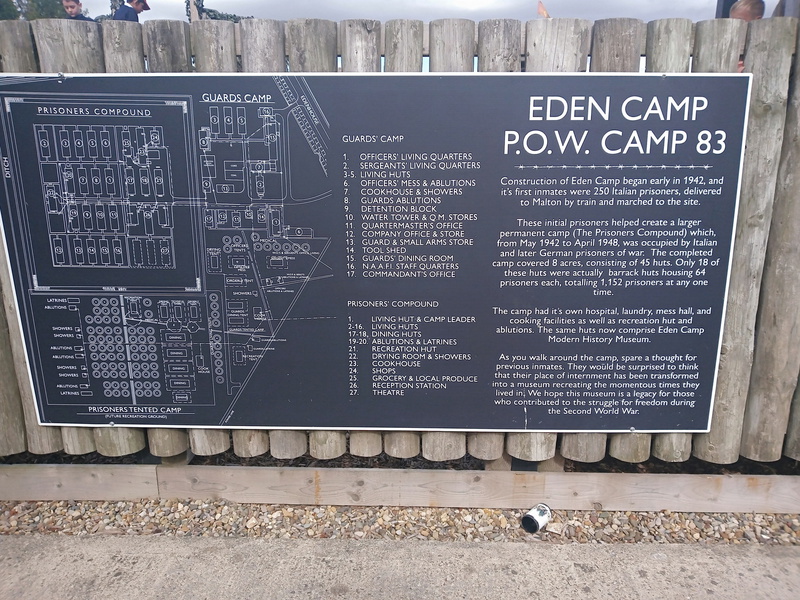 PRISONERS COMPOUND
GUARDS CAMP
DITCH
LATRINES
ABLUTIONS
SHOWERS
SHOWERS
ABLUTIONS
ABLUTIONS
SHOWERS
SHOWERS
ABLUTIONS
LATRINES
DINING
DINING
DINING
COOK
HOUSE
PRISONERS TENTED CAMP
(FUTURE RECREATION GROUND)
GUARDS' CAMP
1. OFFICERS' LIVING QUARTERS
2. SERGEANTS' LIVING QUARTERS
3-5. LIVING HUTS
6. OFFICERS' MESS & ABLUTIONS
7. COOKHOUSE & SHOWERS
8. GUARDS ABLUTIONS
9. DETENTION BLOCK
10. WATER TOWER & Q.M. STORES
11. QUARTERMASTER'S OFFICE
12. COMPANY OFFICE & STORE
13. GUARD & SMALL ARMS STORE
14. TOOL SHED
15. GUARDS' DINING ROOM
16. N.A.A.F.I. STAFF QUARTERS
17. COMMANDANT'S OFFICE
PRISONERS' COMPOUND
1. LIVING HUT & CAMP LEADER
2-16. LIVING HUTS
17-18. DINING HUTS
19-20. ABLUTIONS & LATRINES
21. RECREATION HUT
22. DRYING ROOM & SHOWERS
23. COOKHOUSE
24. SHOPS
25. GROCERY & LOCAL PRODUCE
26. RECEPTION STATION
27. THEATRE
EDEN CAMP
P.O.W. CAMP 83
Construction of Eden Camp began early in 1942, and
it's first inmates were 250 Italian prisoners, delivered
to Malton by train and marched to the site.
These initial prisoners helped create a larger
permanent camp (The Prisoners Compound) which,
from May 1942 to April 1948, was occupied by Italian
and later German prisoners of war. The completed
camp covered 8 acres, consisting of 45 huts. Only 18 of
these huts were actually barrack huts housing 64
prisoners each, totalling 1,152 prisoners at any one
time.
The camp had it's own hospital, laundry, mess hall, and
cooking facilities as well as recreation hut and
ablutions. The same huts now comprise Eden Camp
Modern History Museum.
As you walk around the camp, spare a thought for
previous inmates. They would be surprised to think
that their place of internment has been transformed
into a museum recreating the momentous times they
lived in. We hope this museum is a legacy for those
who contributed to the struggle for freedom during
the Second World War.